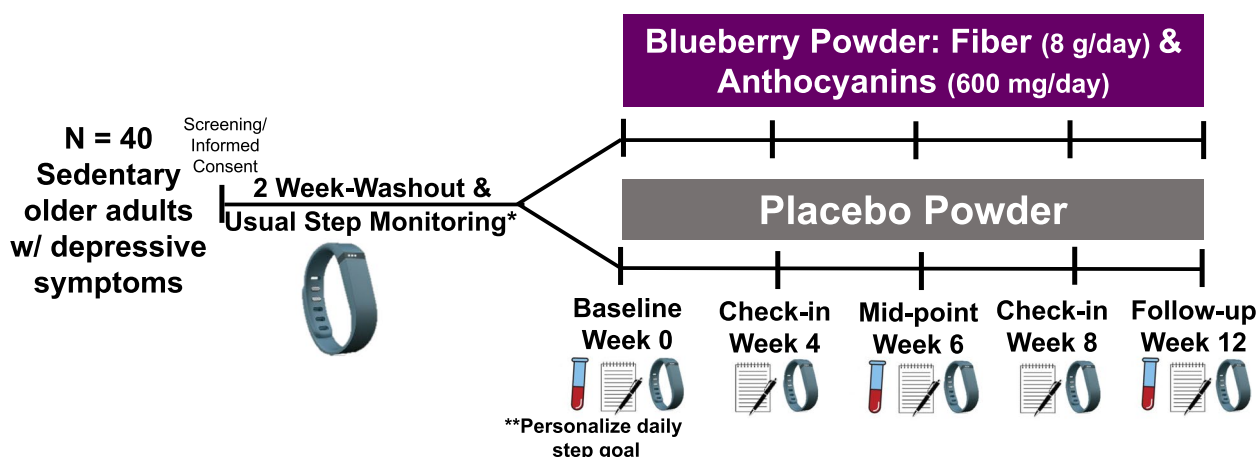 Blueberry Powder: Fiber (8 g/day) &
Anthocyanins (600 mg/day)
N = 40
Sedentary
older adults
w/ depressive
symptoms
Screening/
Informed
Consent
2 Week-Washout &
Usual Step Monitoring*
Placebo Powder
Baseline
Week 0
Check-in
Week 4
Mid-point
Week 6
Check-in
Week 8
Follow-up
Week 12
**Personalize daily
step goal